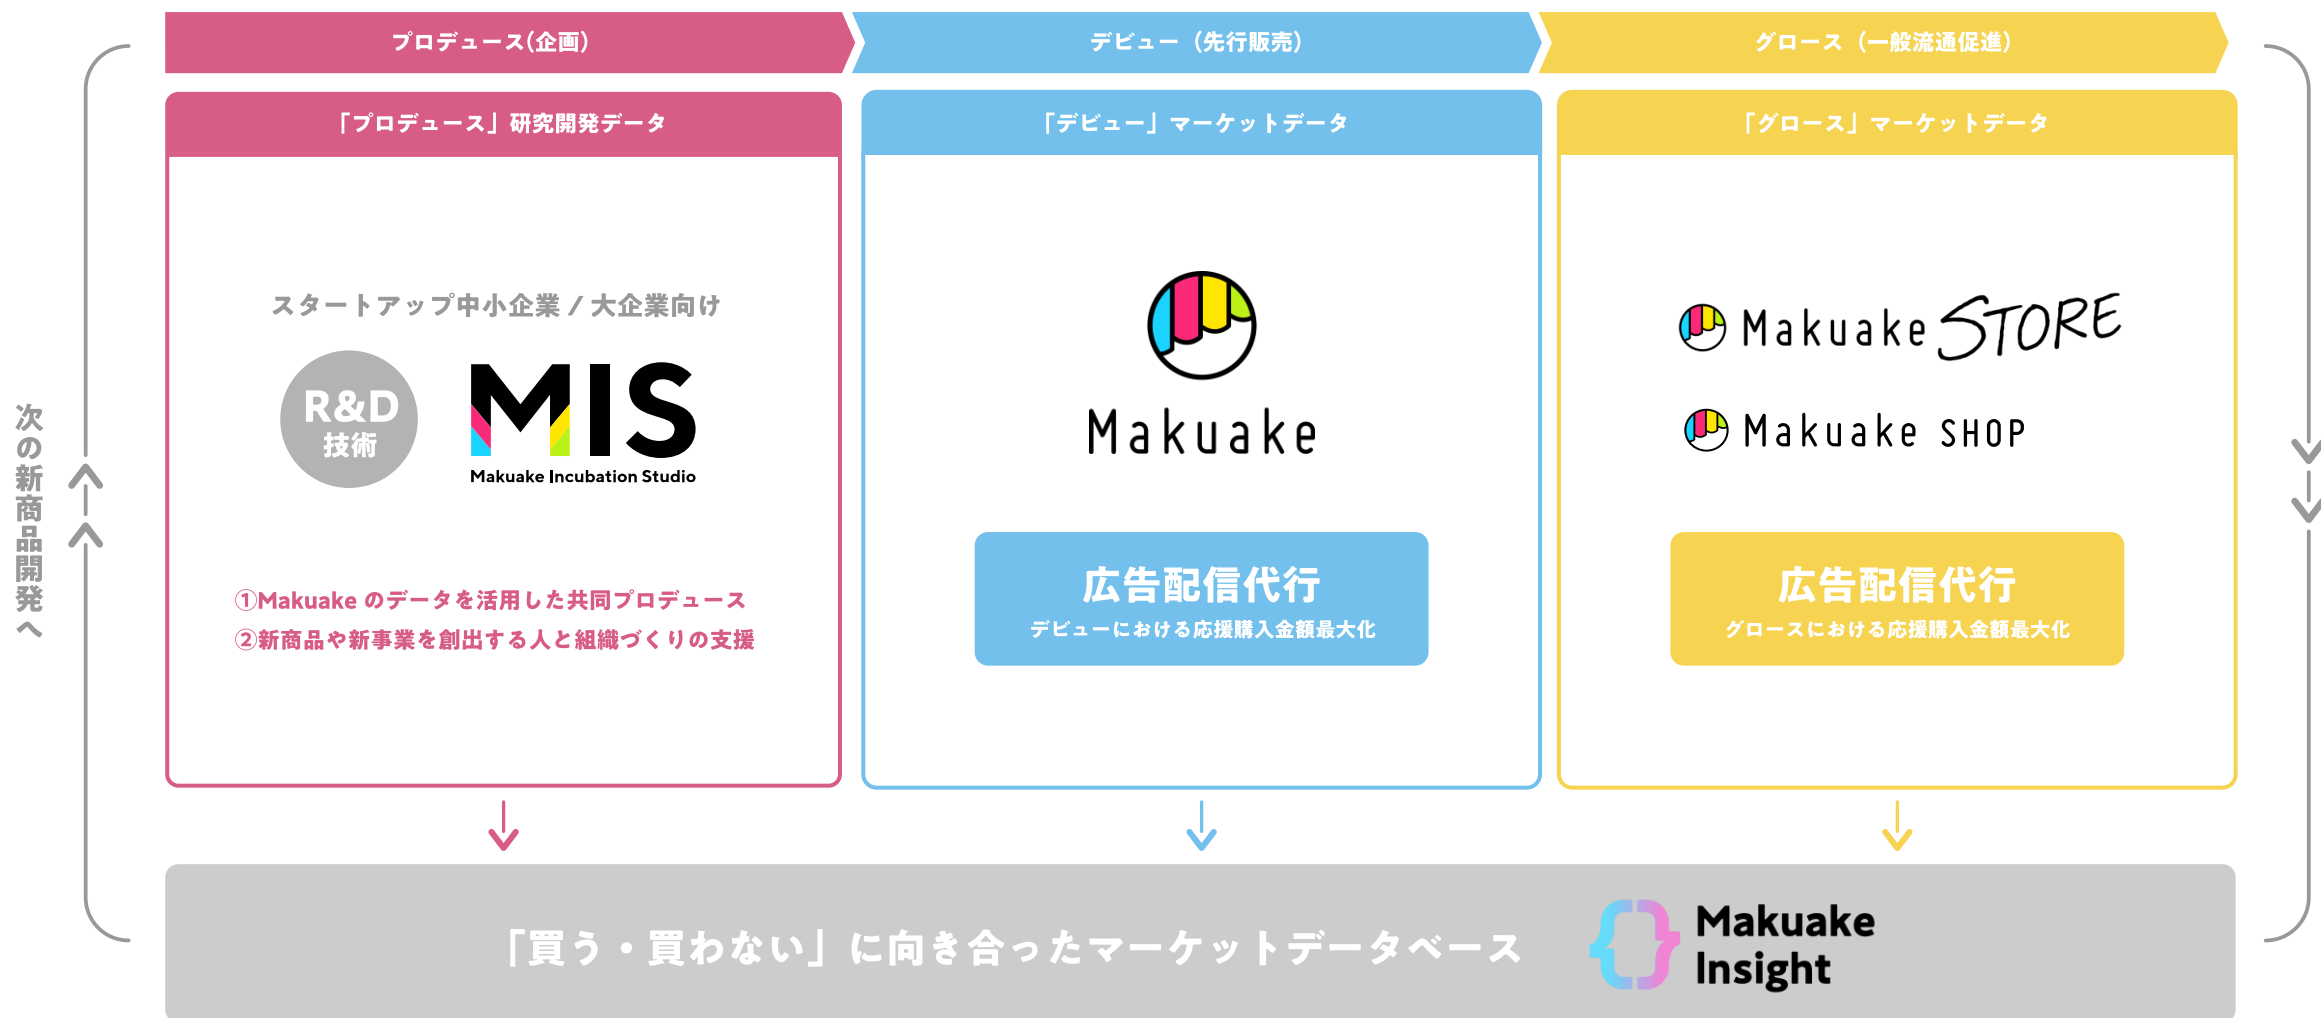 プロデュース(企画)
デビュー（先行販売）
グロース（一般流通促進）
「プロデュース」研究開発データ
「デビュー」マーケットデータ
「グロース」マーケットデータ
スタートアップ中小企業 / 大企業向け
R&D
技術
MIS
Makuake Incubation Studio
①Makuake のデータを活用した共同プロデュース
②新商品や新事業を創出する人と組織づくりの支援
Makuake
広告配信代行
デビューにおける応援購入金額最大化
Makuake STORE
Makuake SHOP
広告配信代行
グロースにおける応援購入金額最大化
次の新商品開発へ
「買う・買わない」に向き合ったマーケットデータベース
Makuake
Insight